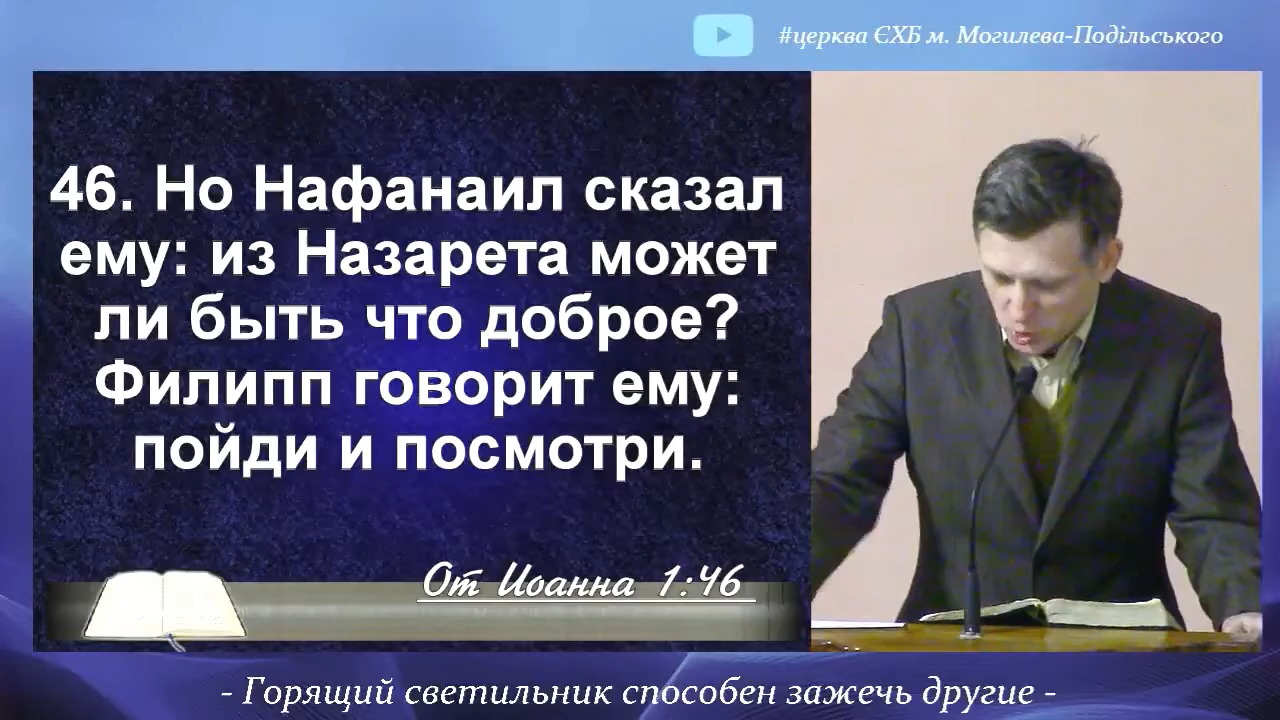 #церква ЄХБ м. Могилева-Подільського
46. Но Нафанаил сказал
ему: из Назарета может
ли быть что доброе?
Филипп говорит ему:
пойди и посмотри.
От Иоанна 1:46
- Горящий светильник способен зажечь другие -